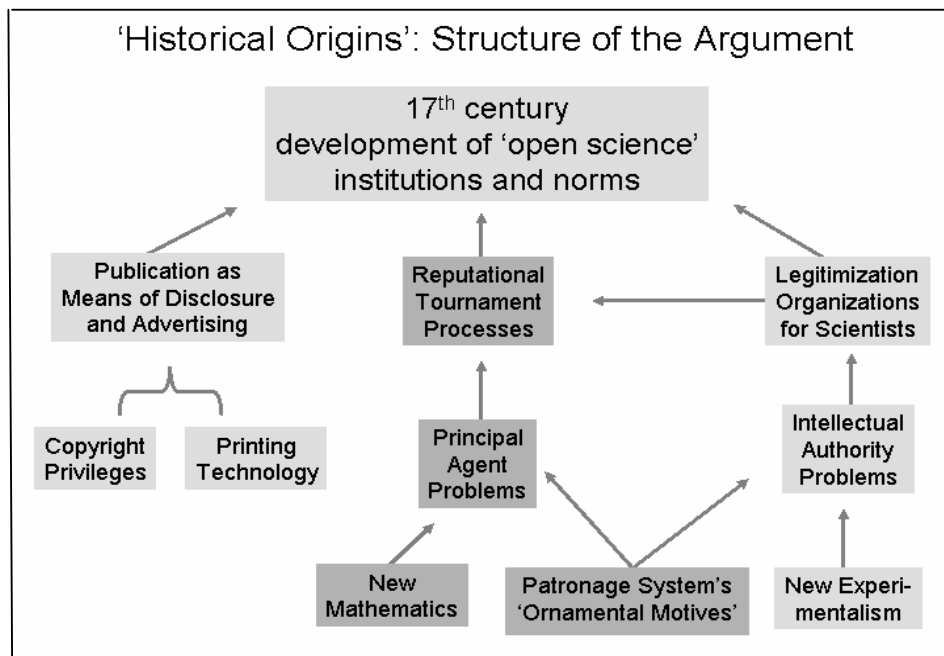 ‘Historical Origins’: Structure of the Argument
17th century
development of ‘open science’
institutions and norms
Publication as
Means of Disclosure
and Advertising
Reputational
Tournament
Processes
Legitimization
Organizations
for Scientists
Copyright
Privileges
Printing
Technology
Principal
Agent
Problems
Intellectual
Authority
Problems
New
Mathematics
Patronage System’s
‘Ornamental Motives’
New Experi-
mentalism